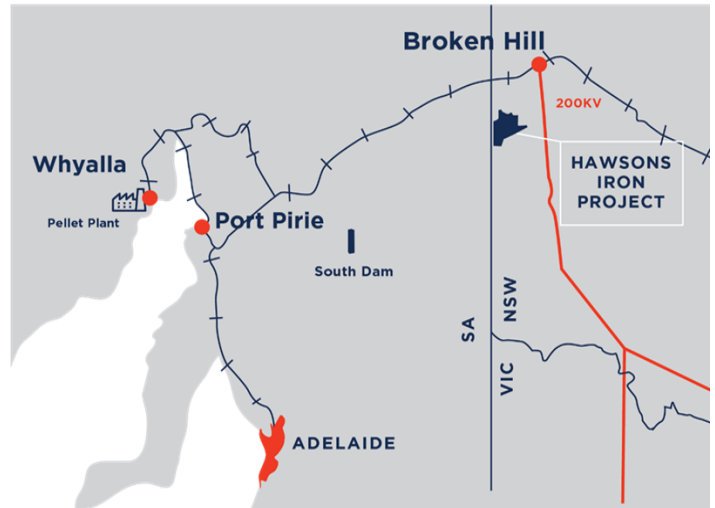 Broken Hill
200KV
HAWSONS
IRON
PROJECT
Whyalla
Pellet Plant
Port Pirie
South Dam
SA
NSW
VIC
ADELAIDE